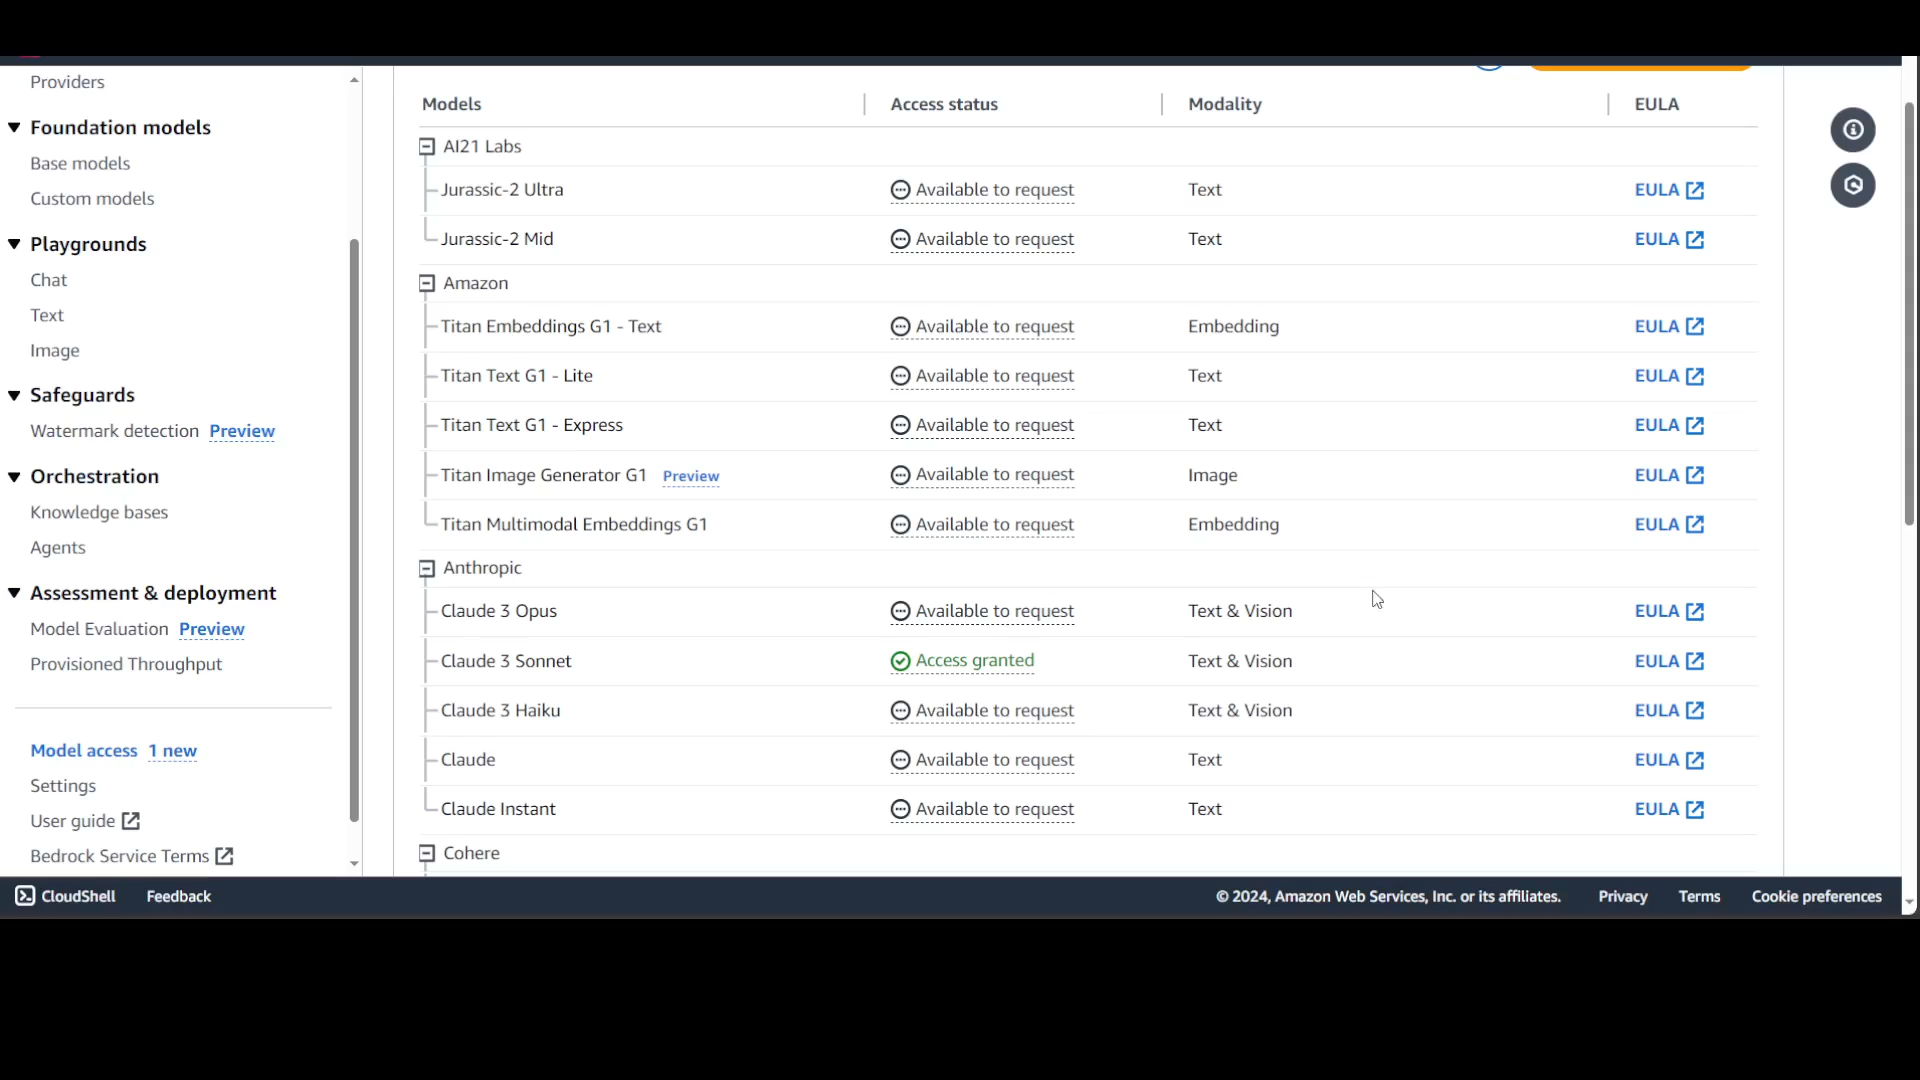 Providers
Foundation models
Base models
Custom models
Playgrounds
Chat
Text
Image
Safeguards
Watermark detection Preview
Orchestration
Knowledge bases
Agents
Assessment & deployment
Model Evaluation Preview
Provisioned Throughput
Model access 1 new
Settings
User guide
Bedrock Service Terms
Models Access status Modality EULA
AI21 Labs
Jurassic-2 Ultra Available to request Text EULA
Jurassic-2 Mid Available to request Text EULA
Amazon
Titan Embeddings G1 - Text Available to request Embedding EULA
Titan Text G1 - Lite Available to request Text EULA
Titan Text G1 - Express Available to request Text EULA
Titan Image Generator G1 Preview Available to request Image EULA
Titan Multimodal Embeddings G1 Available to request Embedding EULA
Anthropic
Claude 3 Opus Available to request Text & Vision EULA
Claude 3 Sonnet Access granted Text & Vision EULA
Claude 3 Haiku Available to request Text & Vision EULA
Claude Available to request Text EULA
Claude Instant Available to request Text EULA
Cohere
CloudShell Feedback © 2024, Amazon Web Services, Inc. or its affiliates. Privacy Terms Cookie preferences